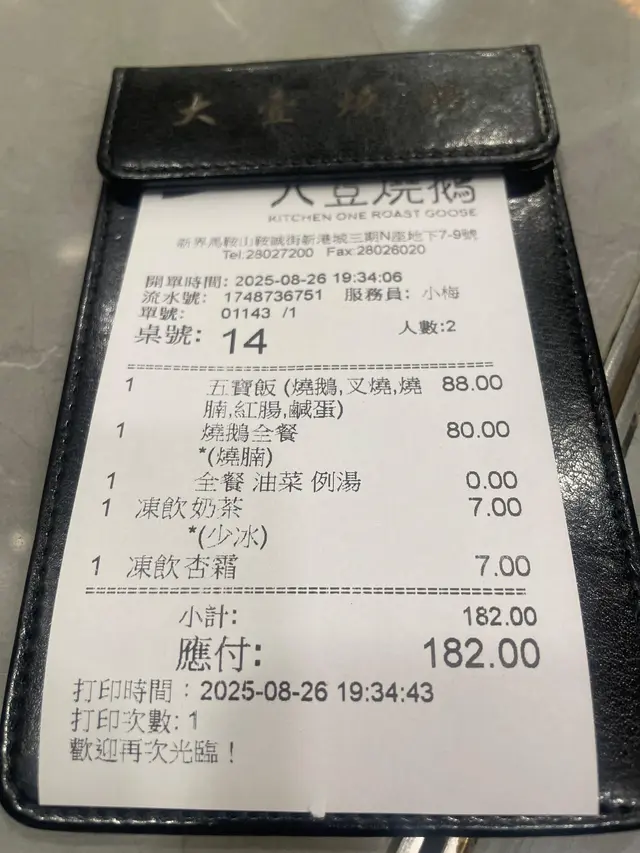 大壹燒鵝
大壹燒鵝
KITCHEN ONE ROAST GOOSE
新界馬鞍山鞍誠街新港城三期N座地下7-9號
Tel:28027200 Fax:28026020
開單時間: 2025-08-26 19:34:06
流水號: 1748736751 服務員: 小梅
單號: 01143 /1
桌號: 14 人數:2
1 五寶飯 (燒鵝,叉燒,燒 88.00
腩,紅腸,鹹蛋)
1 燒鵝全餐 80.00
*(燒腩)
1 全餐 油菜 例湯 0.00
1 凍飲奶茶 7.00
*(少冰)
1 凍飲杏霜 7.00
小計: 182.00
應付: 182.00
打印時間：2025-08-26 19:34:43
打印次數: 1
歡迎再次光臨！